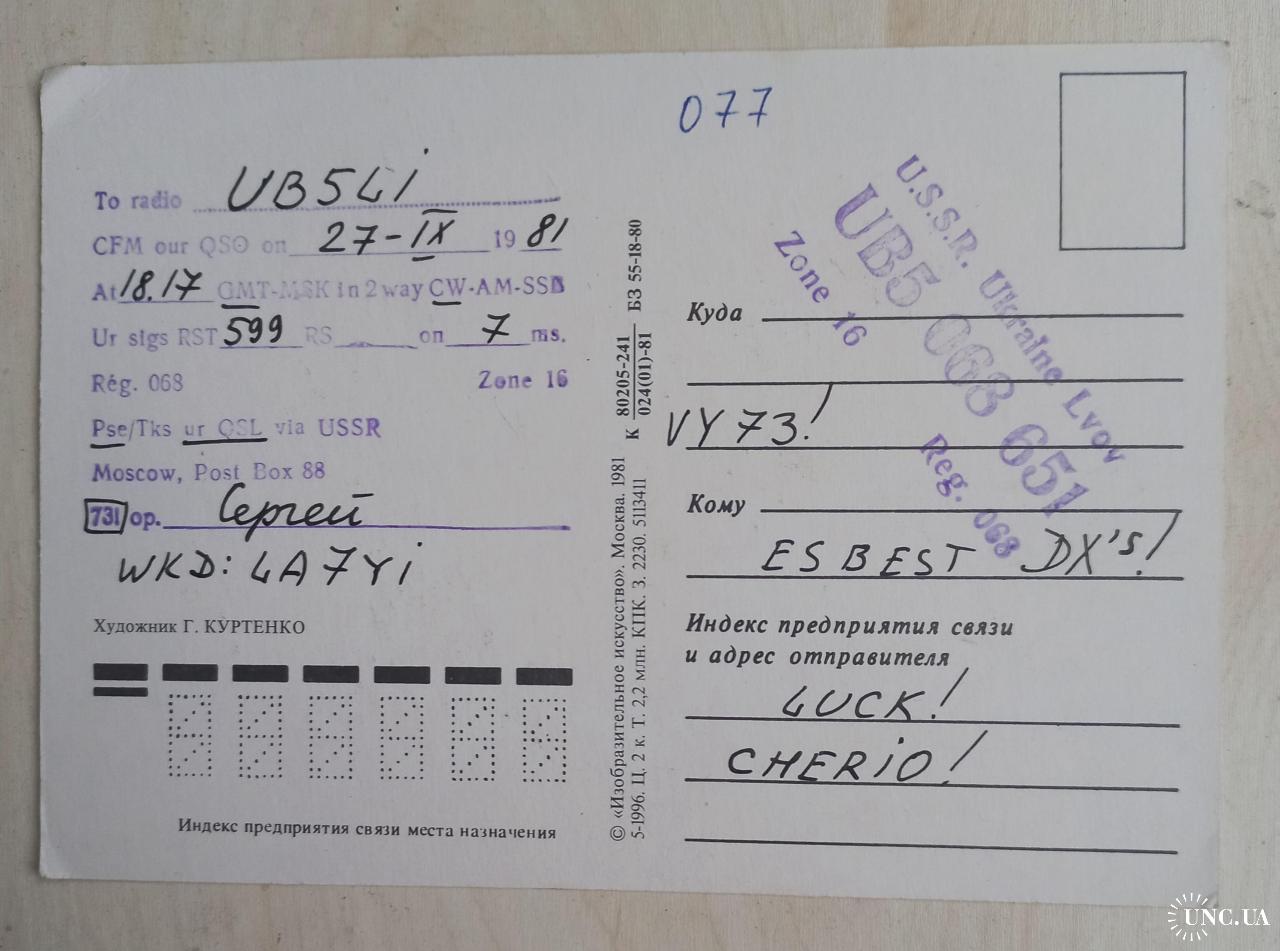 077
To radio UB5LI
CFM our QSO on 27-IX 1981
At 18.17 GMT-MSK in 2 way CW-AM-SSB
Ur sigs RST 599 RS on 7 ms.
Rég. 068 Zone 16
Pse/Tks ur QSL via USSR
Moscow, Post Box 88
731 op. Сергей
WKD: LA7Yi
Художник Г. КУРТЕНКО
Индекс предприятия связи места назначения
© «Изобразительное искусство». Москва. 1981 К 80205-241 БЗ 55-18-80
024(01)-81
5-1996. Ц. 2 к. Т. 2,2 млн. КПК. З. 2230. 5113411
U.S.S.R. Ukraine Lvov
UB5 068 651
Zone 16 Reg. 068
Куда
VY 73!
Кому
ES BEST DX's!
Индекс предприятия связи
и адрес отправителя
LUCK!
CHERiO!
UNC.UA